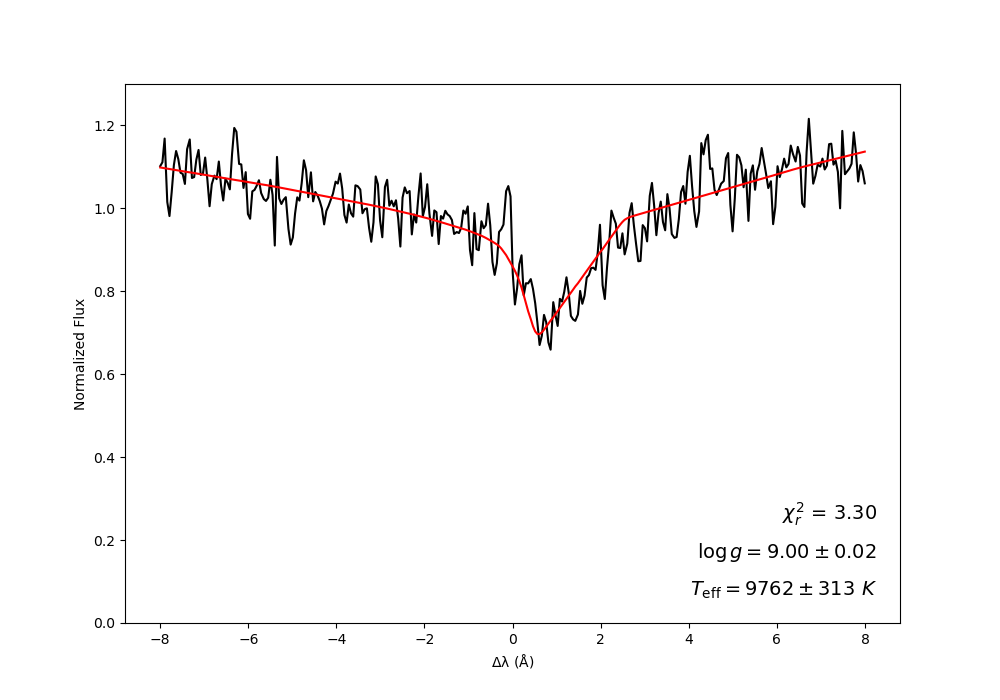 1.2
1.0
0.8
0.6
0.4
0.2
0.0
Normalized Flux
χ²ᵣ = 3.30
log g = 9.00 ± 0.02
T_eff = 9762 ± 313 K
−8 −6 −4 −2 0 2 4 6 8
Δλ (Å)